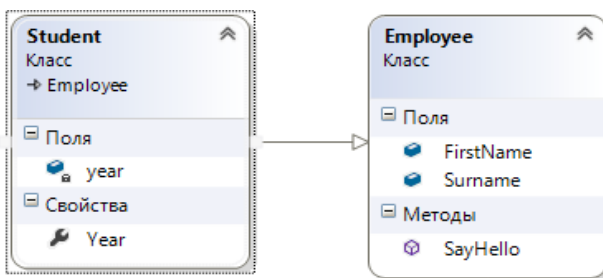 Student
Класс
Employee
Поля
year
Свойства
Year
Employee
Класс
Поля
FirstName
Surname
Методы
SayHello